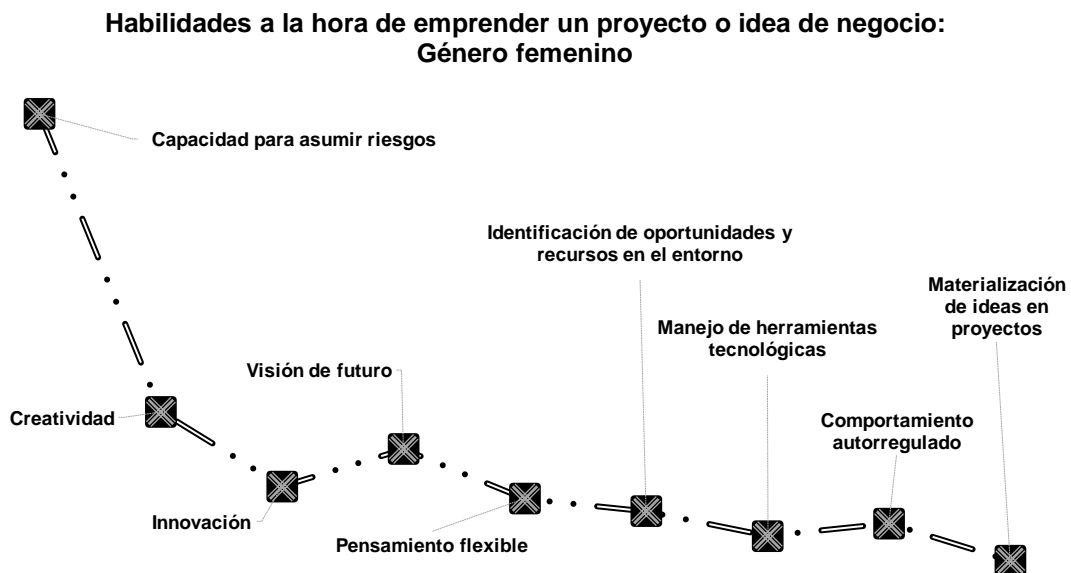 Habilidades a la hora de emprender un proyecto o idea de negocio:
Género femenino
Capacidad para asumir riesgos
Creatividad
Innovación
Visión de futuro
Pensamiento flexible
Identificación de oportunidades y
recursos en el entorno
Manejo de herramientas
tecnológicas
Comportamiento
autorregulado
Materialización
de ideas en
proyectos